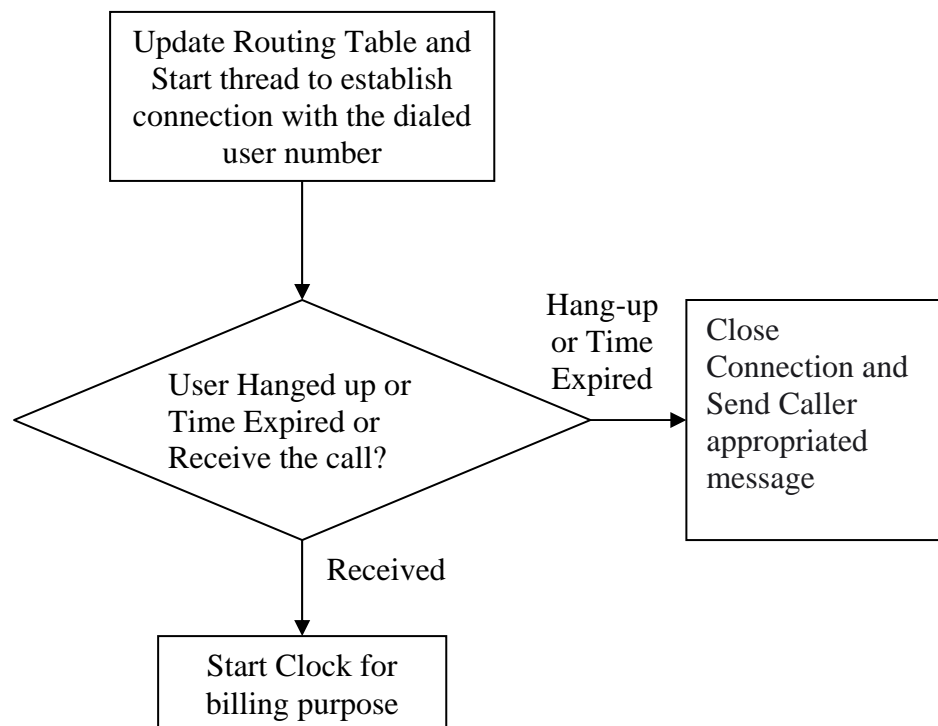 Update Routing Table and
Start thread to establish
connection with the dialed
user number
Hang-up
or Time
Expired
Close
Connection and
Send Caller
appropriated
message
User Hanged up or
Time Expired or
Receive the call?
Received
Start Clock for
billing purpose